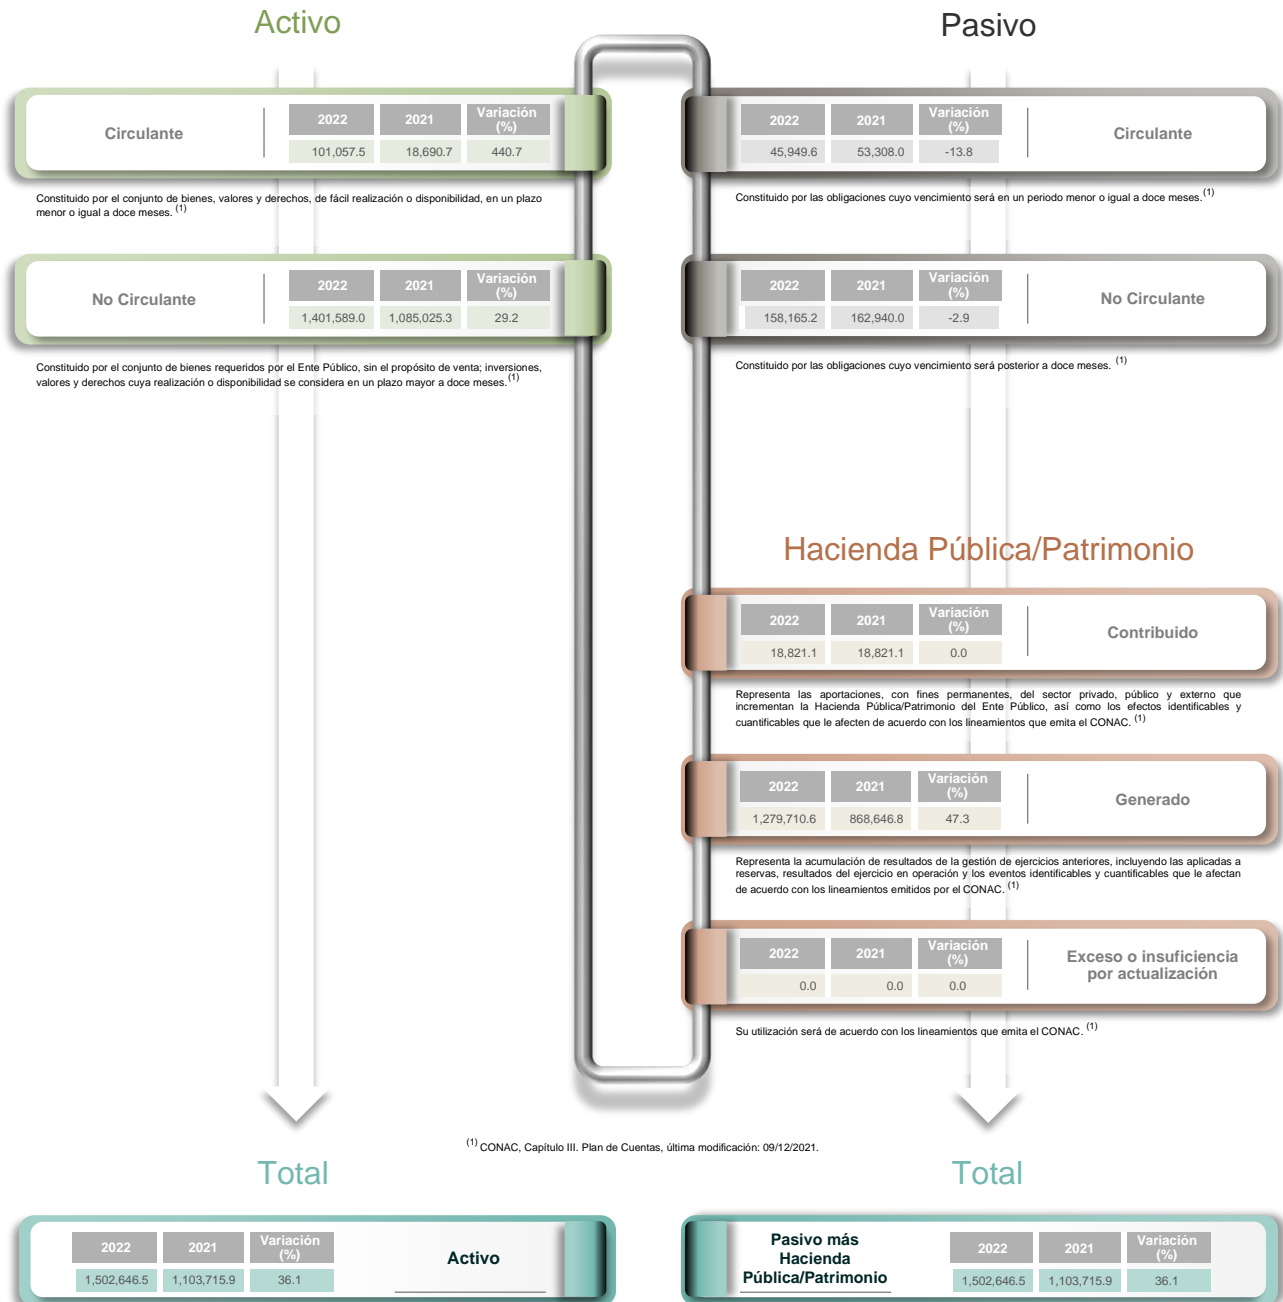 Activo
Circulante
2022 2021 Variación (%)
101,057.5 18,690.7 440.7
Constituido por el conjunto de bienes, valores y derechos, de fácil realización o disponibilidad, en un plazo
menor o igual a doce meses. (1)
No Circulante
2022 2021 Variación (%)
1,401,589.0 1,085,025.3 29.2
Constituido por el conjunto de bienes requeridos por el Ente Público, sin el propósito de venta; inversiones,
valores y derechos cuya realización o disponibilidad se considera en un plazo mayor a doce meses. (1)
Pasivo
2022 2021 Variación (%)
45,949.6 53,308.0 -13.8
Circulante
Constituido por las obligaciones cuyo vencimiento será en un periodo menor o igual a doce meses. (1)
2022 2021 Variación (%)
158,165.2 162,940.0 -2.9
No Circulante
Constituido por las obligaciones cuyo vencimiento será posterior a doce meses. (1)
Hacienda Pública/Patrimonio
2022 2021 Variación (%)
18,821.1 18,821.1 0.0
Contribuido
Representa las aportaciones, con fines permanentes, del sector privado, público y externo que
incrementan la Hacienda Pública/Patrimonio del Ente Público, así como los efectos identificables y
cuantificables que le afecten de acuerdo con los lineamientos que emita el CONAC. (1)
2022 2021 Variación (%)
1,279,710.6 868,646.8 47.3
Generado
Representa la acumulación de resultados de la gestión de ejercicios anteriores, incluyendo las aplicadas a
reservas, resultados del ejercicio en operación y los eventos identificables y cuantificables que le afectan
de acuerdo con los lineamientos emitidos por el CONAC. (1)
2022 2021 Variación (%)
0.0 0.0 0.0
Exceso o insuficiencia
por actualización
Su utilización será de acuerdo con los lineamientos que emita el CONAC. (1)
(1) CONAC, Capítulo III. Plan de Cuentas, última modificación: 09/12/2021.
Total
2022 2021 Variación (%)
1,502,646.5 1,103,715.9 36.1
Activo
Total
Pasivo más
Hacienda
Pública/Patrimonio
2022 2021 Variación (%)
1,502,646.5 1,103,715.9 36.1